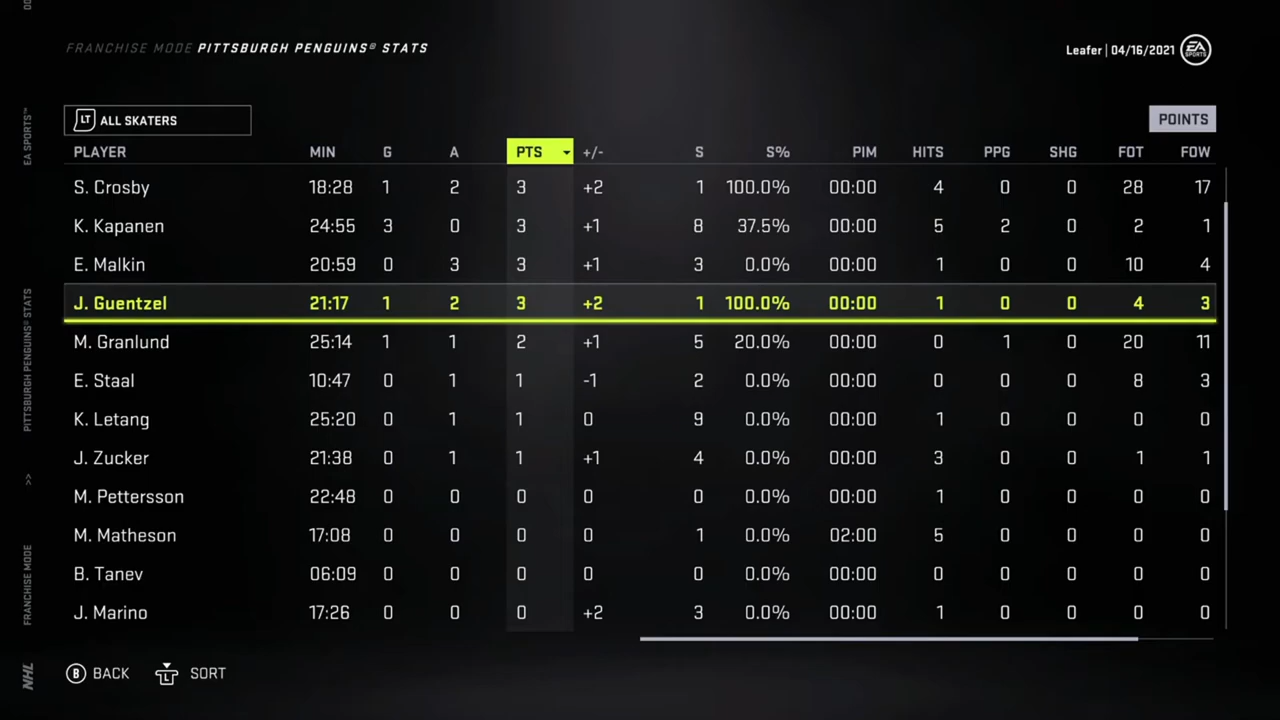 FRANCHISE MODE PITTSBURGH PENGUINS® STATS
Leafer | 04/16/2021 EA SPORTS
LT ALL SKATERS
POINTS
PLAYER MIN G A PTS +/- S S% PIM HITS PPG SHG FOT FOW
S. Crosby 18:28 1 2 3 +2 1 100.0% 00:00 4 0 0 28 17
K. Kapanen 24:55 3 0 3 +1 8 37.5% 00:00 5 2 0 2 1
E. Malkin 20:59 0 3 3 +1 3 0.0% 00:00 1 0 0 10 4
J. Guentzel 21:17 1 2 3 +2 1 100.0% 00:00 1 0 0 4 3
M. Granlund 25:14 1 1 2 +1 5 20.0% 00:00 0 1 0 20 11
E. Staal 10:47 0 1 1 -1 2 0.0% 00:00 0 0 0 8 3
K. Letang 25:20 0 1 1 0 9 0.0% 00:00 1 0 0 0 0
J. Zucker 21:38 0 1 1 +1 4 0.0% 00:00 3 0 0 1 1
M. Pettersson 22:48 0 0 0 0 0 0.0% 00:00 1 0 0 0 0
M. Matheson 17:08 0 0 0 0 1 0.0% 02:00 5 0 0 0 0
B. Tanev 06:09 0 0 0 0 0 0.0% 00:00 0 0 0 0 0
J. Marino 17:26 0 0 0 +2 3 0.0% 00:00 1 0 0 0 0
B BACK L SORT
NHL FRANCHISE MODE >> PITTSBURGH PENGUINS® STATS EA SPORTS™